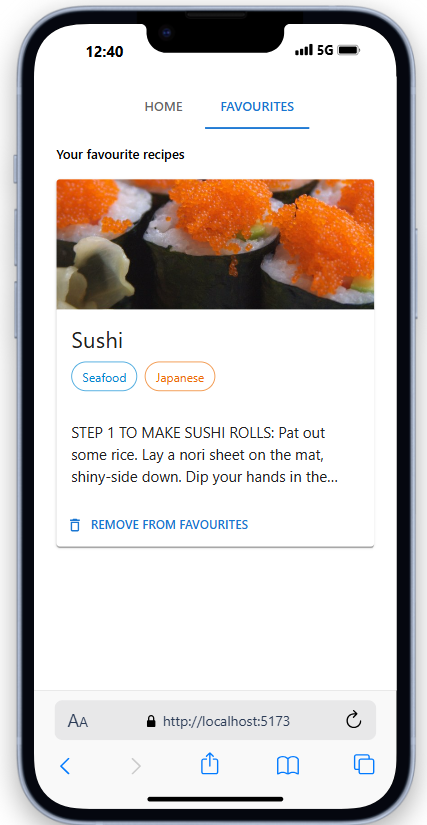 12:40
5G
HOME
FAVOURITES
Your favourite recipes
Sushi
Seafood
Japanese
STEP 1 TO MAKE SUSHI ROLLS: Pat out
some rice. Lay a nori sheet on the mat,
shiny-side down. Dip your hands in the...
REMOVE FROM FAVOURITES
AA
http://localhost:5173